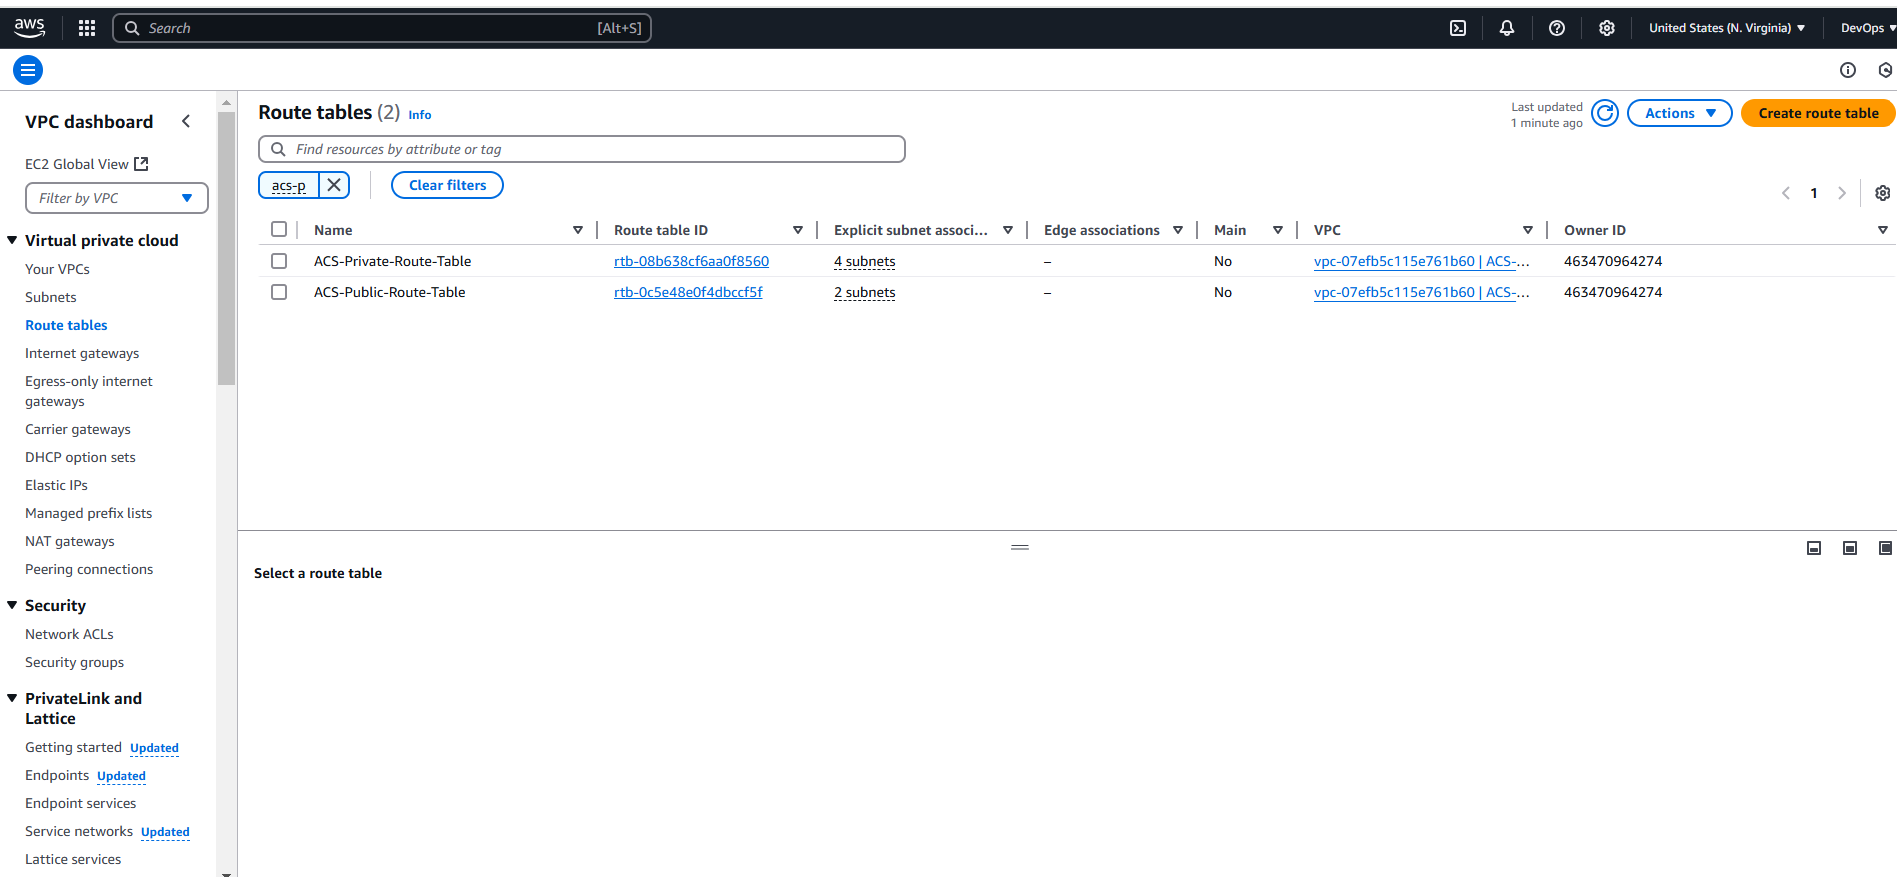 aws
Search [Alt+S]
United States (N. Virginia)
DevOps
VPC dashboard
EC2 Global View
Filter by VPC
Virtual private cloud
Your VPCs
Subnets
Route tables
Internet gateways
Egress-only internet
gateways
Carrier gateways
DHCP option sets
Elastic IPs
Managed prefix lists
NAT gateways
Peering connections
Security
Network ACLs
Security groups
PrivateLink and
Lattice
Getting started Updated
Endpoints Updated
Endpoint services
Service networks Updated
Lattice services
Route tables (2) Info
Last updated
1 minute ago
Actions
Create route table
Find resources by attribute or tag
acs-p
Clear filters
1
Name Route table ID Explicit subnet associ... Edge associations Main VPC Owner ID
ACS-Private-Route-Table rtb-08b638cf6aa0f8560 4 subnets – No vpc-07efb5c115e761b60 | ACS-... 463470964274
ACS-Public-Route-Table rtb-0c5e48e0f4dbccf5f 2 subnets – No vpc-07efb5c115e761b60 | ACS-... 463470964274
Select a route table